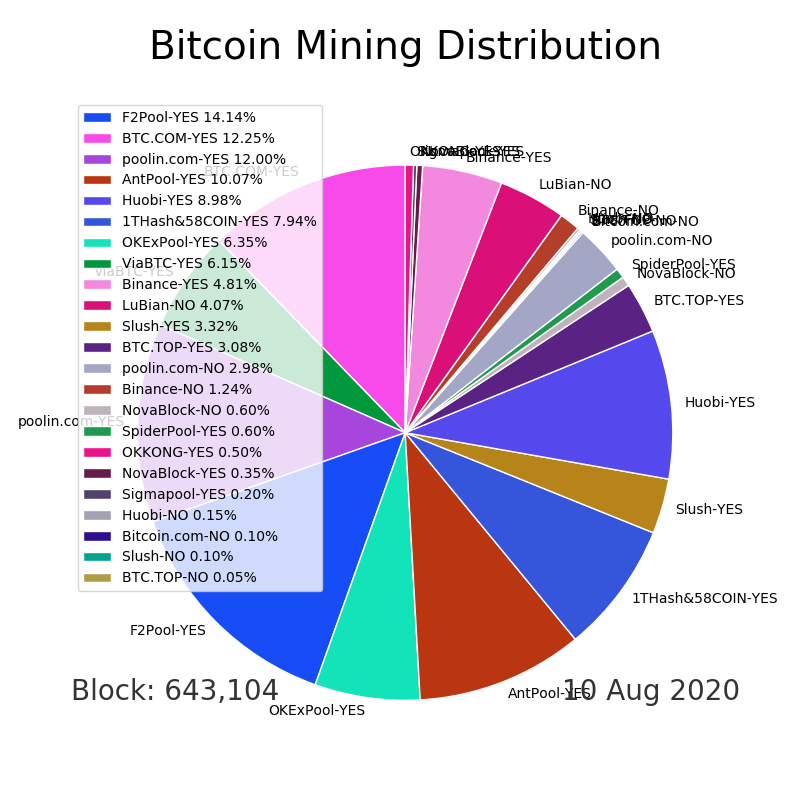 Bitcoin Mining Distribution
F2Pool-YES 14.14%
BTC.COM-YES 12.25%
poolin.com-YES 12.00%
AntPool-YES 10.07%
Huobi-YES 8.98%
1THash&58COIN-YES 7.94%
OKExPool-YES 6.35%
ViaBTC-YES 6.15%
Binance-YES 4.81%
LuBian-NO 4.07%
Slush-YES 3.32%
BTC.TOP-YES 3.08%
poolin.com-NO 2.98%
Binance-NO 1.24%
NovaBlock-NO 0.60%
SpiderPool-YES 0.60%
OKKONG-YES 0.50%
NovaBlock-YES 0.35%
Sigmapool-YES 0.20%
Huobi-NO 0.15%
Bitcoin.com-NO 0.10%
Slush-NO 0.10%
BTC.TOP-NO 0.05%
BTC.COM-YES
ViaBTC-YES
poolin.com-YES
F2Pool-YES
OKExPool-YES
AntPool-YES
1THash&58COIN-YES
Slush-YES
Huobi-YES
BTC.TOP-YES
NovaBlock-NO
SpiderPool-YES
poolin.com-NO
Bitcoin.com-NO
Binance-NO
LuBian-NO
Binance-YES
Block: 643,104
10 Aug 2020